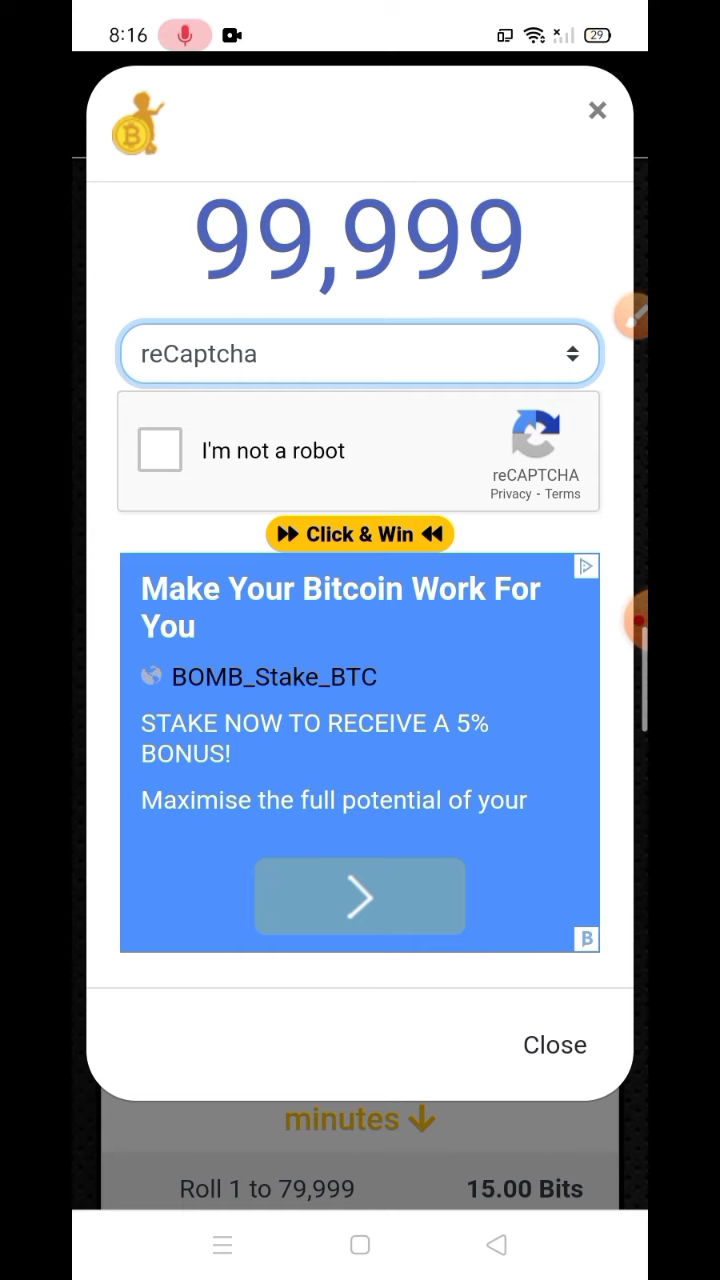 8:16
29
99,999
reCaptcha
I'm not a robot
reCAPTCHA
Privacy - Terms
Click & Win
Make Your Bitcoin Work For
You
BOMB_Stake_BTC
STAKE NOW TO RECEIVE A 5%
BONUS!
Maximise the full potential of your
Close
minutes
Roll 1 to 79,999 15.00 Bits